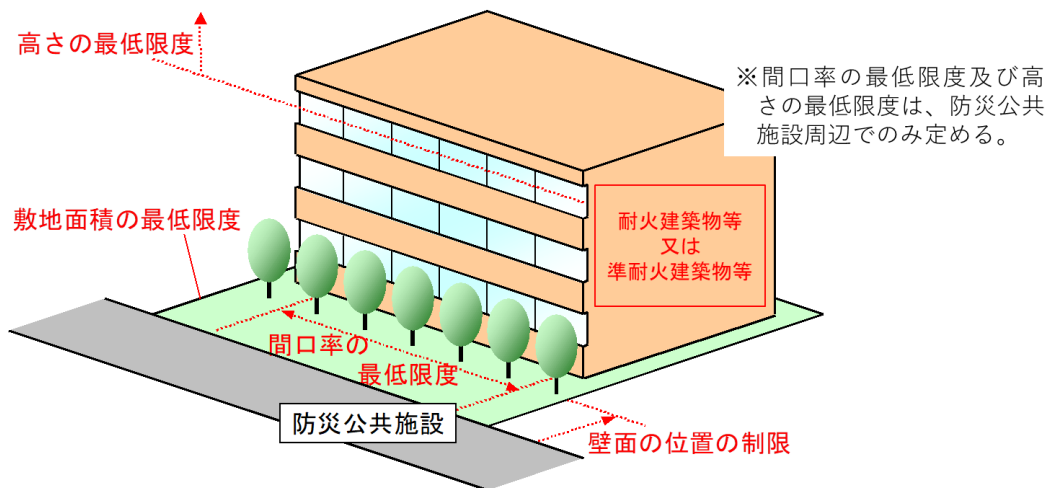 高さの最低限度
※間口率の最低限度及び高
さの最低限度は、防災公共
施設周辺でのみ定める。
敷地面積の最低限度
耐火建築物等
又は
準耐火建築物等
間口率の
最低限度
防災公共施設
壁面の位置の制限